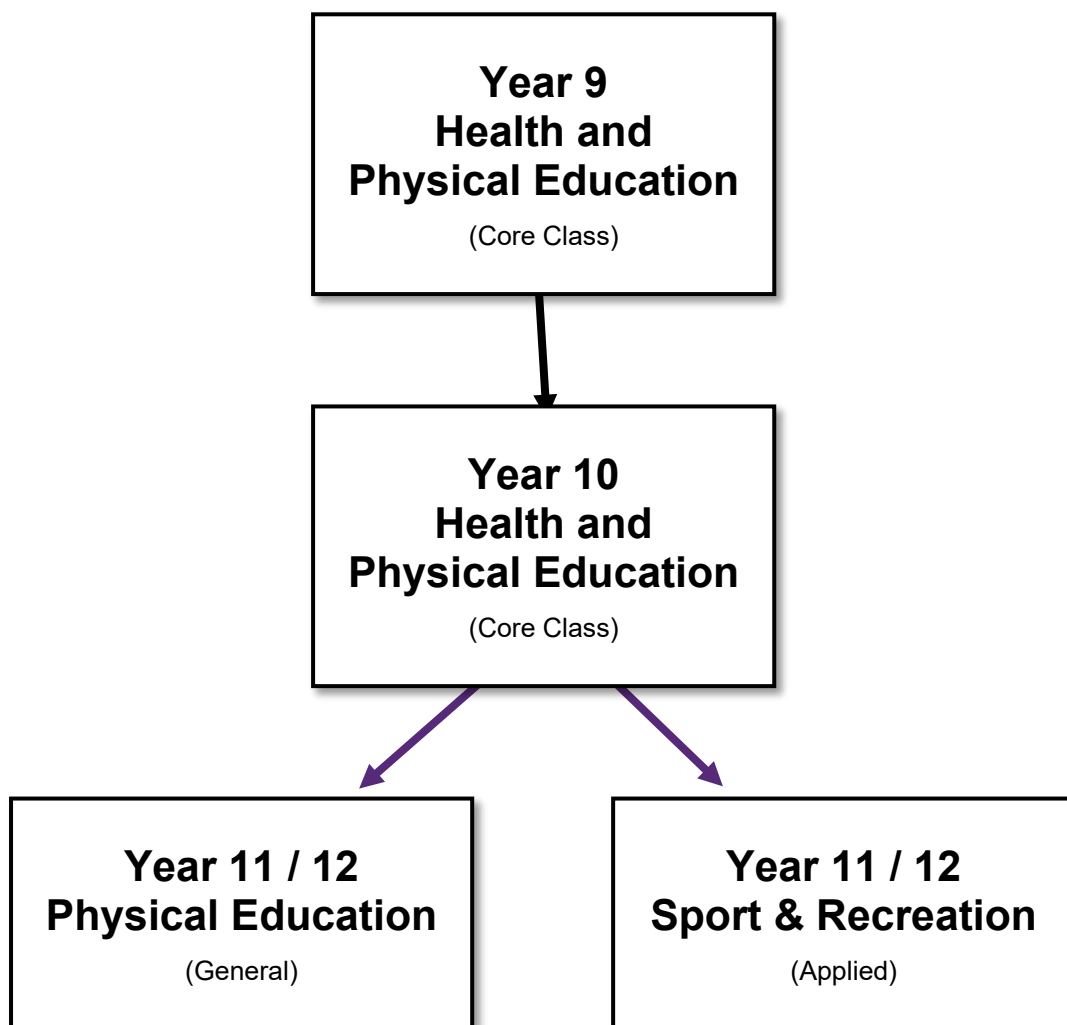 Year 9
Health and
Physical Education
(Core Class)
Year 10
Health and
Physical Education
(Core Class)
Year 11 / 12
Physical Education
(General)
Year 11 / 12
Sport & Recreation
(Applied)